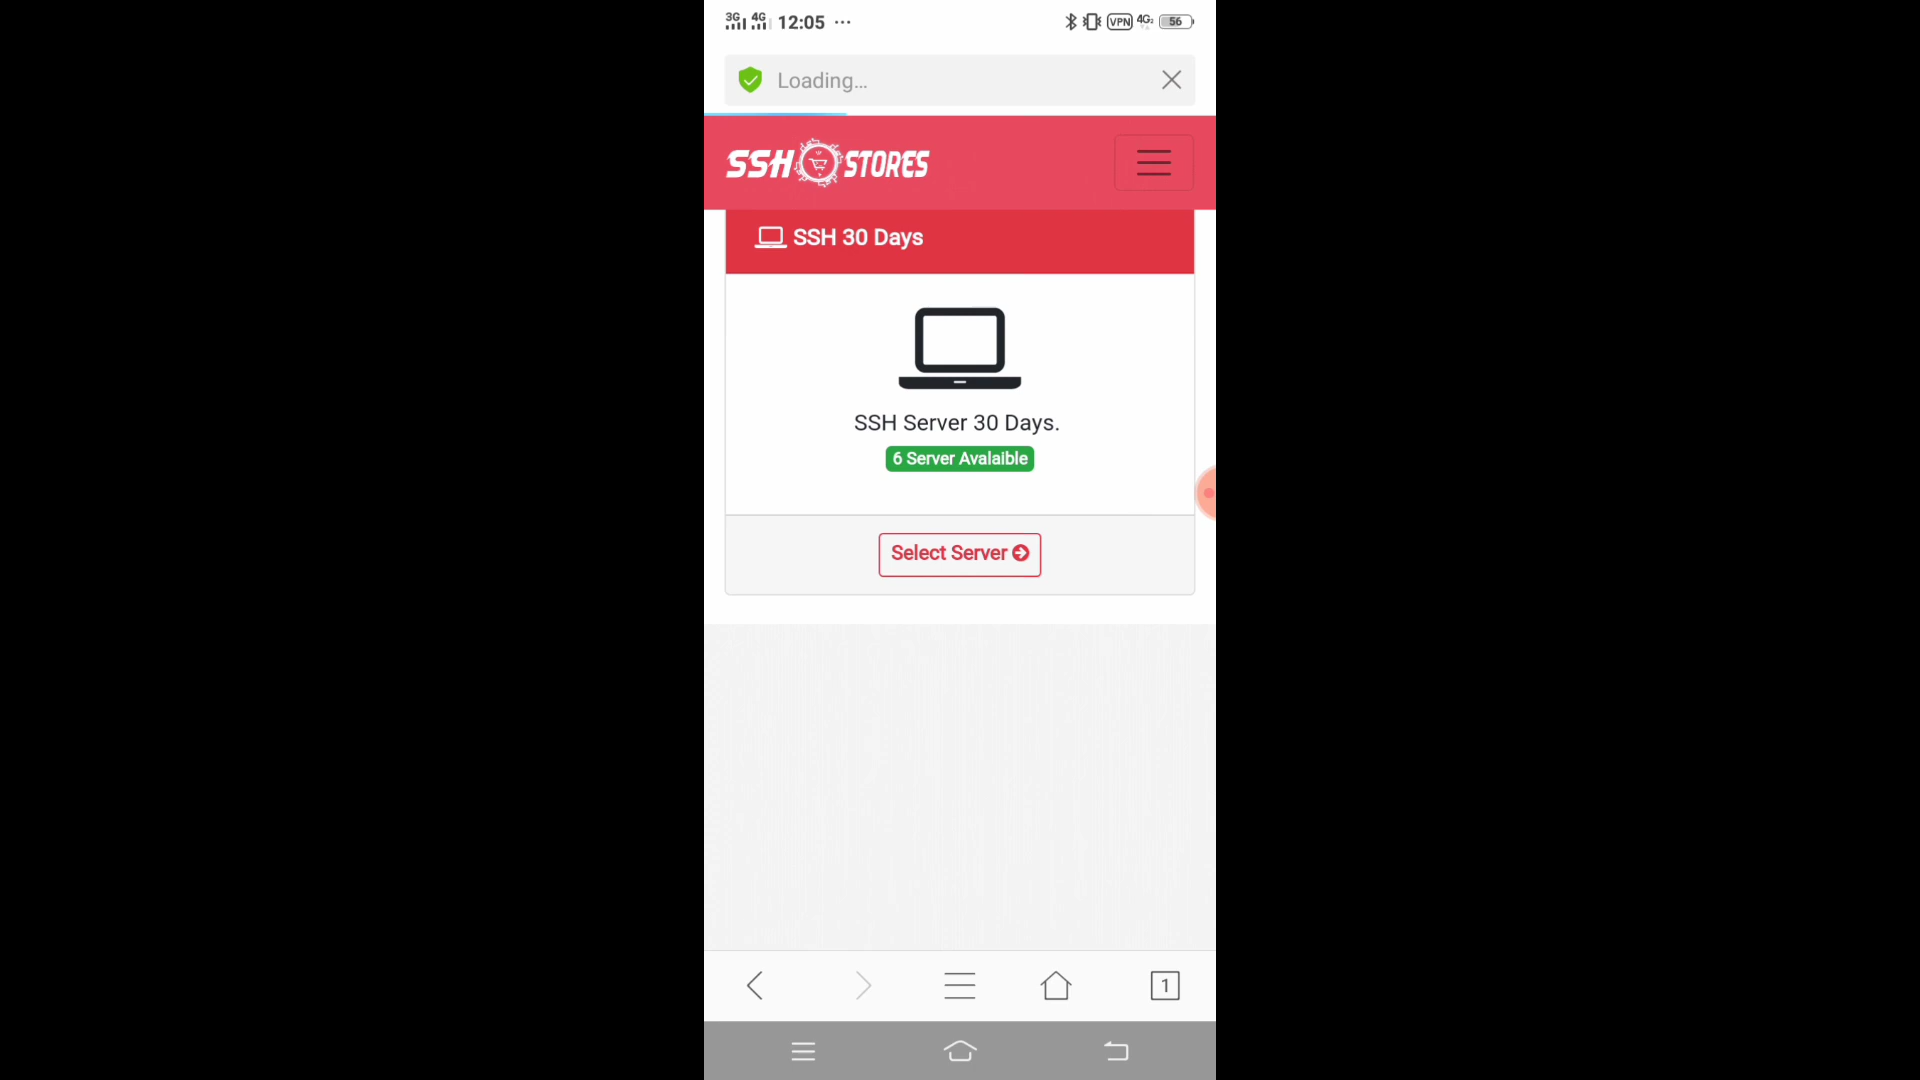 3G 4G 12:05 ... VPN 4G 56
Loading...
SSH STORES
SSH 30 Days
SSH Server 30 Days.
6 Server Avalaible
Select Server
1